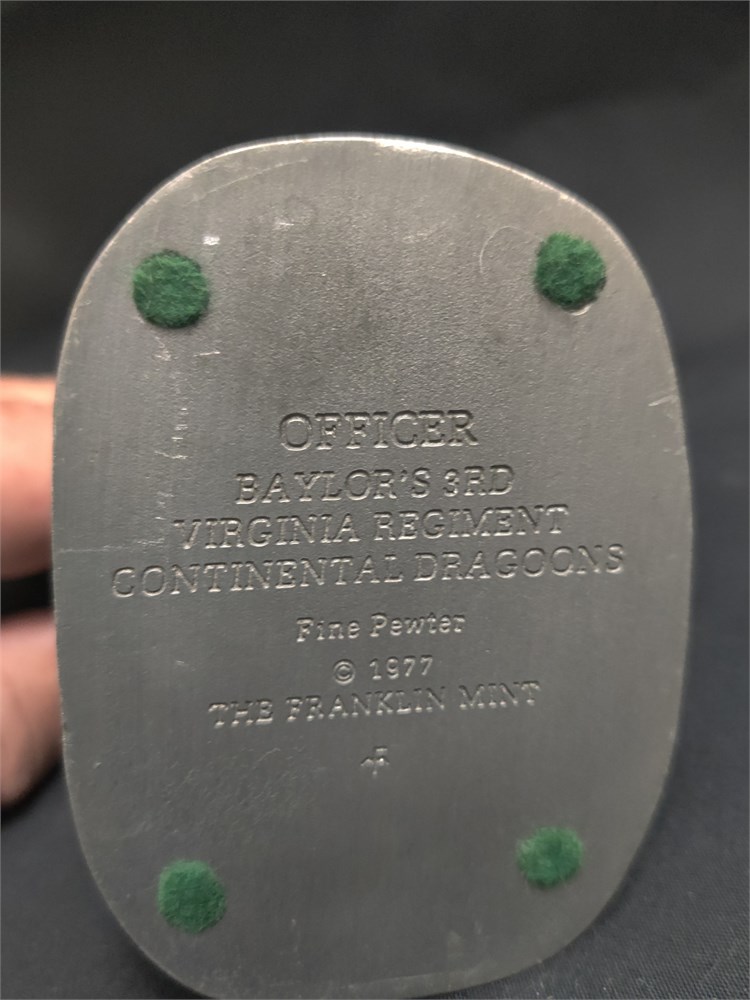 OFFICER
BAYLOR'S 3RD
VIRGINIA REGIMENT
CONTINENTAL DRAGOONS
Fine Pewter
© 1977
THE FRANKLIN MINT